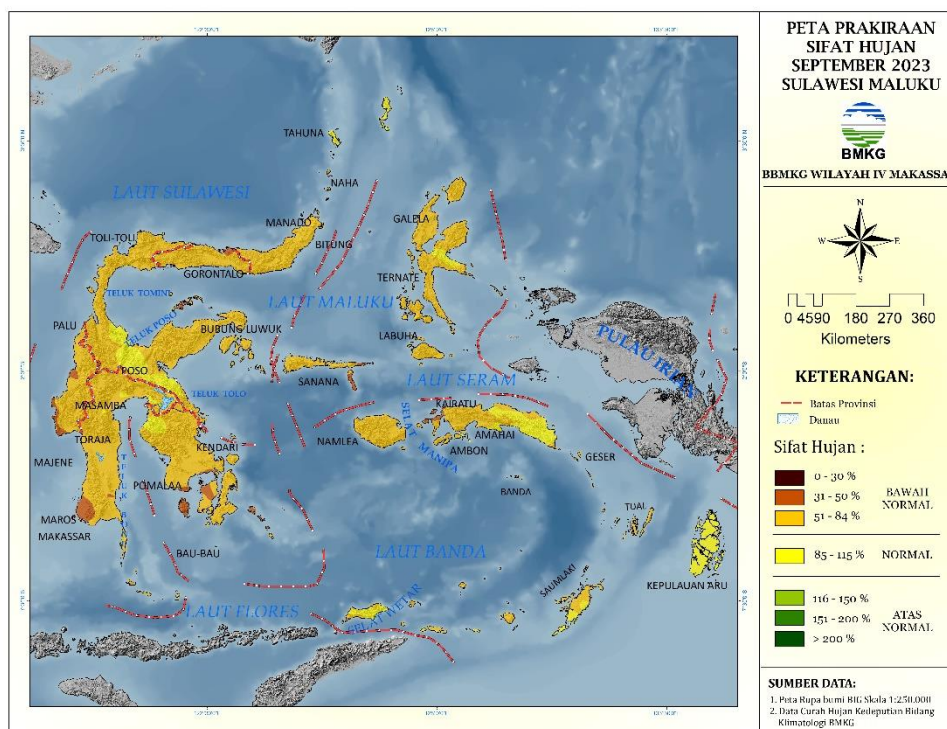 PETA PRAKIRAAN
SIFAT HUJAN
SEPTEMBER 2023
SULAWESI MALUKU
BMKG
BBMKG WILAYAH IV MAKASSA
N
W E
S
0 4590 180 270 360
Kilometers
KETERANGAN:
Batas Provinsi
Danau
Sifat Hujan :
0 - 30 %
31 - 50 %
51 - 84 %
BAWAH
NORMAL
85 - 115 %
NORMAL
116 - 150 %
151 - 200 %
> 200 %
ATAS
NORMAL
SUMBER DATA:
1. Peta Rupa bumi BIG Skala 1:250.000
2. Data Curah Hujan Kedeputian Bidang
Klimatologi BMKG
TAHUNA
NAHA
LAUT SULAWESI
MANADO
GALELA
TOLI-TOLI
BITUNG
GORONTALO
TERNATE
TELUK TOMINI
LAUT MALUKU
PALU
TELUK POSO
BUBUNG LUWUK
LABUHA
PULAU IRIAN
POSO
SANANA
LAUT SERAM
TELUK TOLO
MASAMBA
KAIRATU
TORAJA
NAMLEA
SELAT MANIPA
AMAHAI
KENDARI
AMBON
MAJENE
GESER
POMALAA
BANDA
TUAL
MAROS
MAKASSAR
BAU-BAU
LAUT BANDA
KEPULAUAN ARU
SAUMLAKI
LAUT FLORES
WETAR